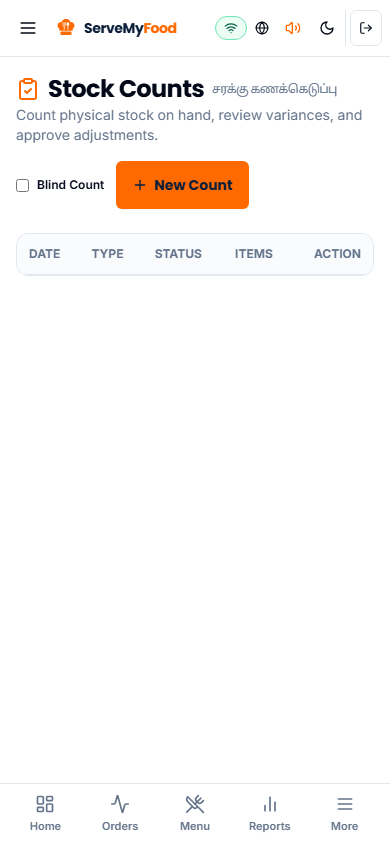 ServeMyFood
Stock Counts சரக்கு கணக்கெடுப்பு
Count physical stock on hand, review variances, and
approve adjustments.
Blind Count
New Count
DATE TYPE STATUS ITEMS ACTION
Home Orders Menu Reports More